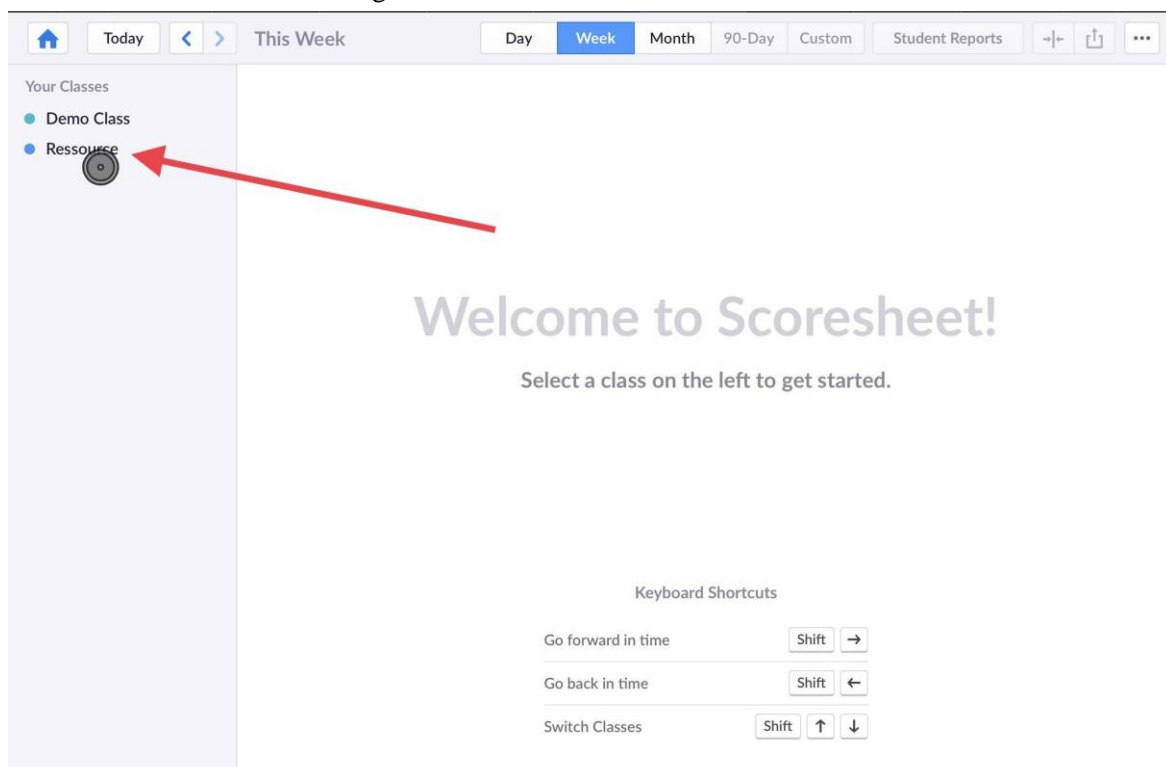 Today This Week Day Week Month 90-Day Custom Student Reports
Your Classes
Demo Class
Ressource
Welcome to Scoresheet!
Select a class on the left to get started.
Keyboard Shortcuts
Go forward in time Shift →
Go back in time Shift ←
Switch Classes Shift ↑ ↓